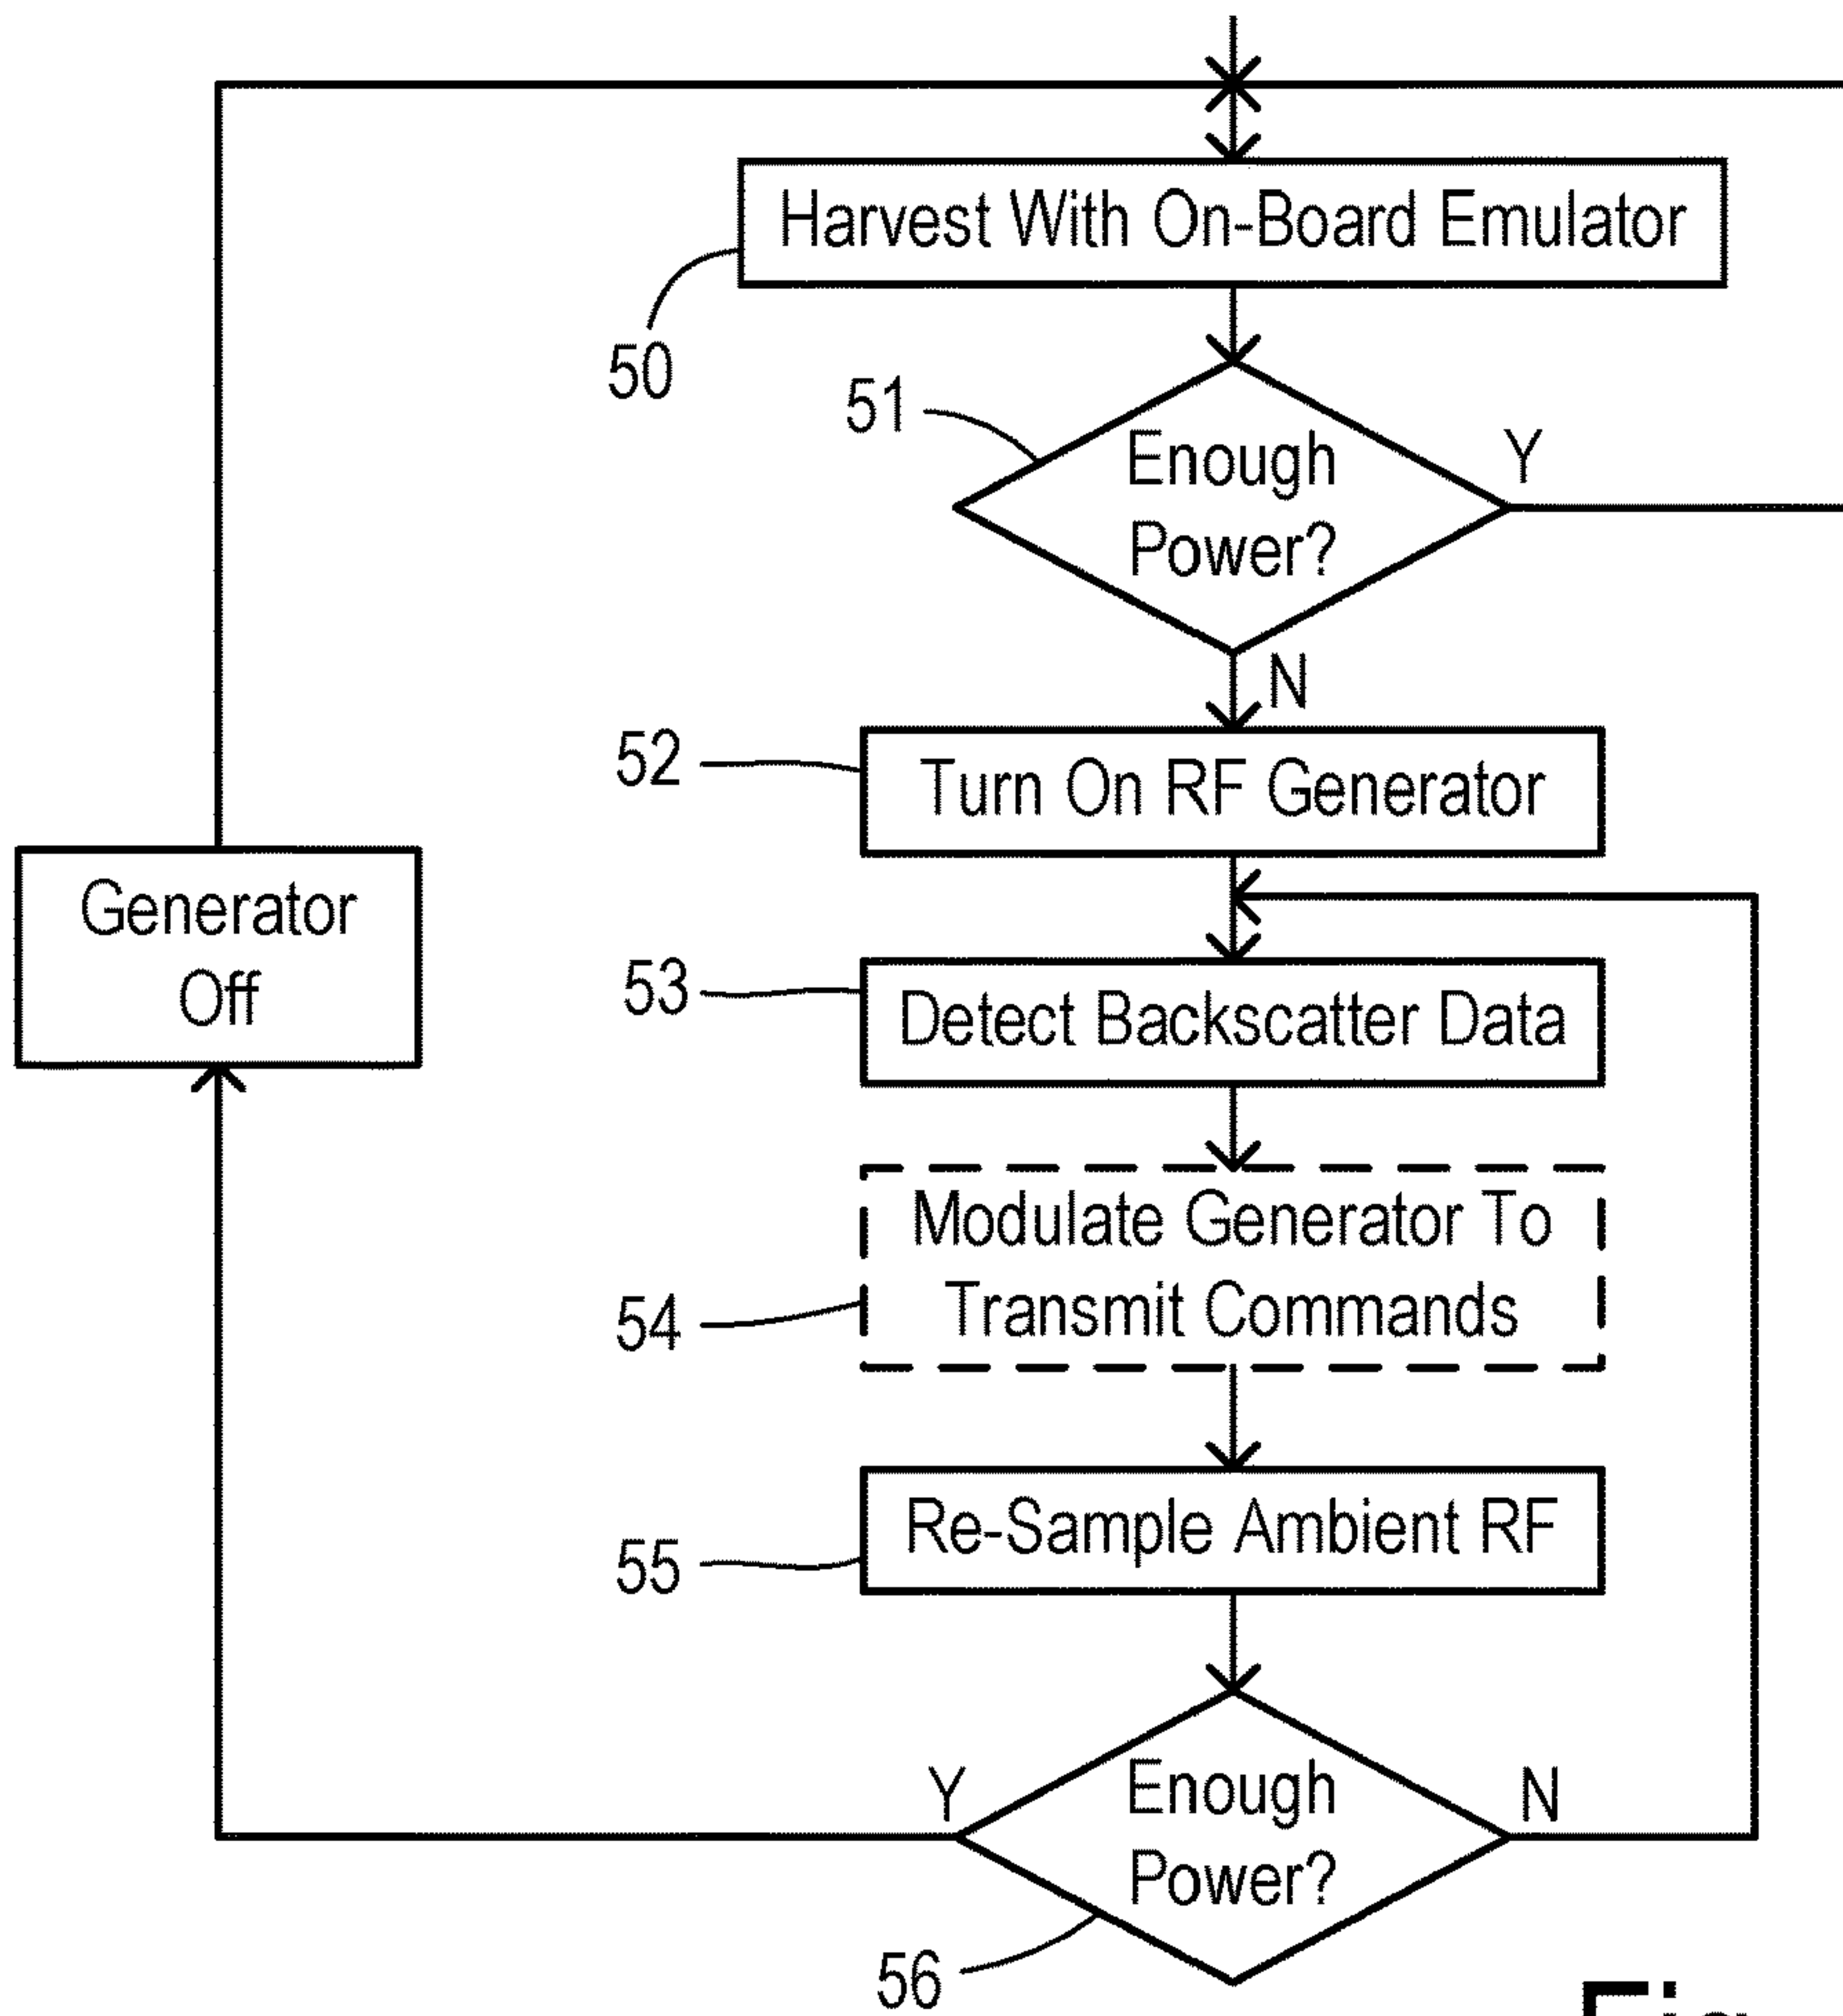 Harvest With On-Board Emulator
50
51
Enough
Power?
Y
N
52
Turn On RF Generator
Generator
Off
53
Detect Backscatter Data
Modulate Generator To
Transmit Commands
54
Re-Sample Ambient RF
55
Y
Enough
Power?
N
56